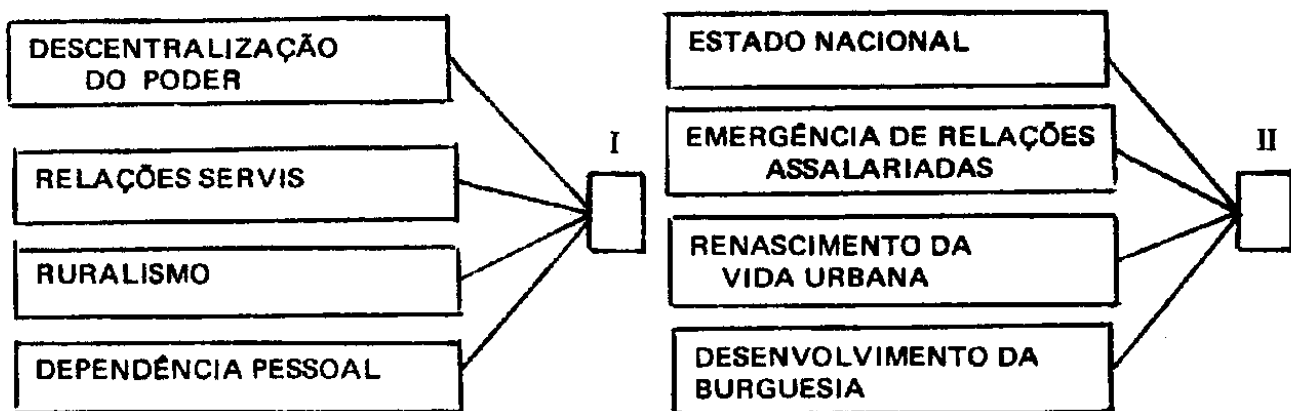 DESCENTRALIZAÇÃO
DO PODER
RELAÇÕES SERVIS
RURALISMO
DEPENDÊNCIA PESSOAL
I
ESTADO NACIONAL
EMERGÊNCIA DE RELAÇÕES
ASSALARIADAS
RENASCIMENTO DA
VIDA URBANA
DESENVOLVIMENTO DA
BURGUESIA
II